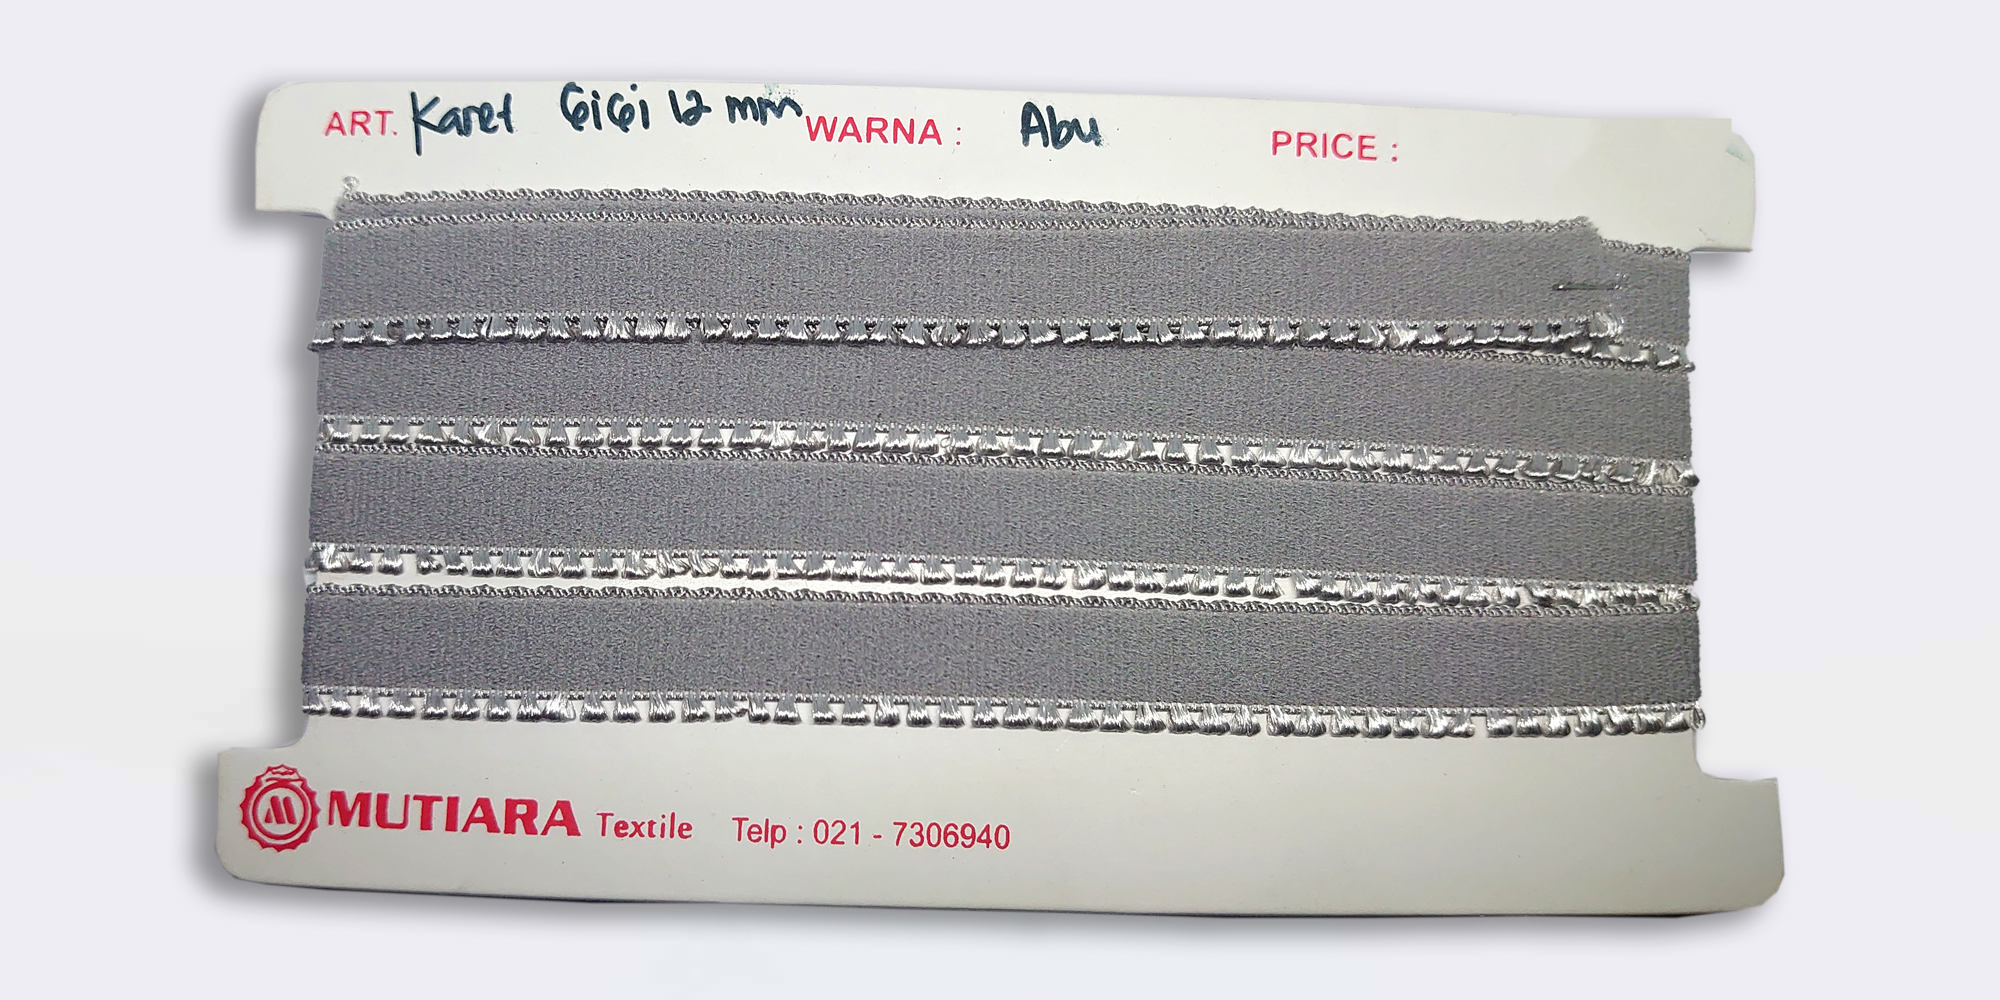 ART. Karet GiGi 12 mm WARNA : Abu PRICE :
MUTIARA Textile Telp : 021 - 7306940